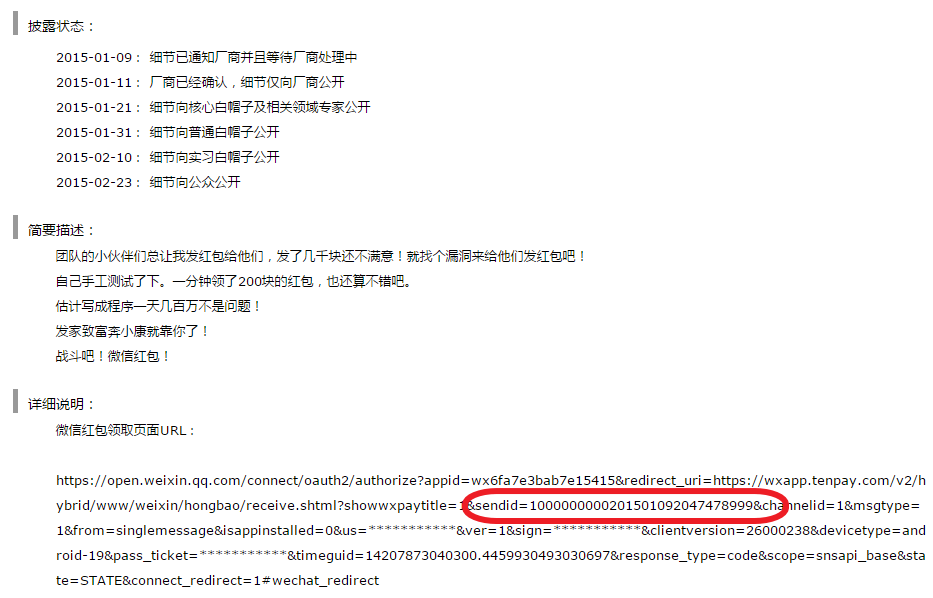 披露状态：
2015-01-09： 细节已通知厂商并且等待厂商处理中
2015-01-11： 厂商已经确认，细节仅向厂商公开
2015-01-21： 细节向核心白帽子及相关领域专家公开
2015-01-31： 细节向普通白帽子公开
2015-02-10： 细节向实习白帽子公开
2015-02-23： 细节向公众公开
简要描述：
团队的小伙伴们总让我发红包给他们，发了几千块还不满意！就找个漏洞来给他们发红包吧！
自己手工测试了下。一分钟领了200块的红包，也还算不错吧。
估计写成程序一天几百万不是问题！
发家致富奔小康就靠你了！
战斗吧！微信红包！
详细说明：
微信红包领取页面URL：
https://open.weixin.qq.com/connect/oauth2/authorize?appid=wx6fa7e3bab7e15415&redirect_uri=https://wxapp.tenpay.com/v2/h
ybrid/www/weixin/hongbao/receive.shtml?showwxpaytitle=1&sendid=1000000000201501092047478999&channelid=1&msgtype=
1&from=singlemessage&isappinstalled=0&us=***********&ver=1&sign=***********&clientversion=26000238&devicetype=and
roid-19&pass_ticket=***********&timeguid=14207873040300.4459930493030697&response_type=code&scope=snsapi_base&sta
te=STATE&connect_redirect=1#wechat_redirect